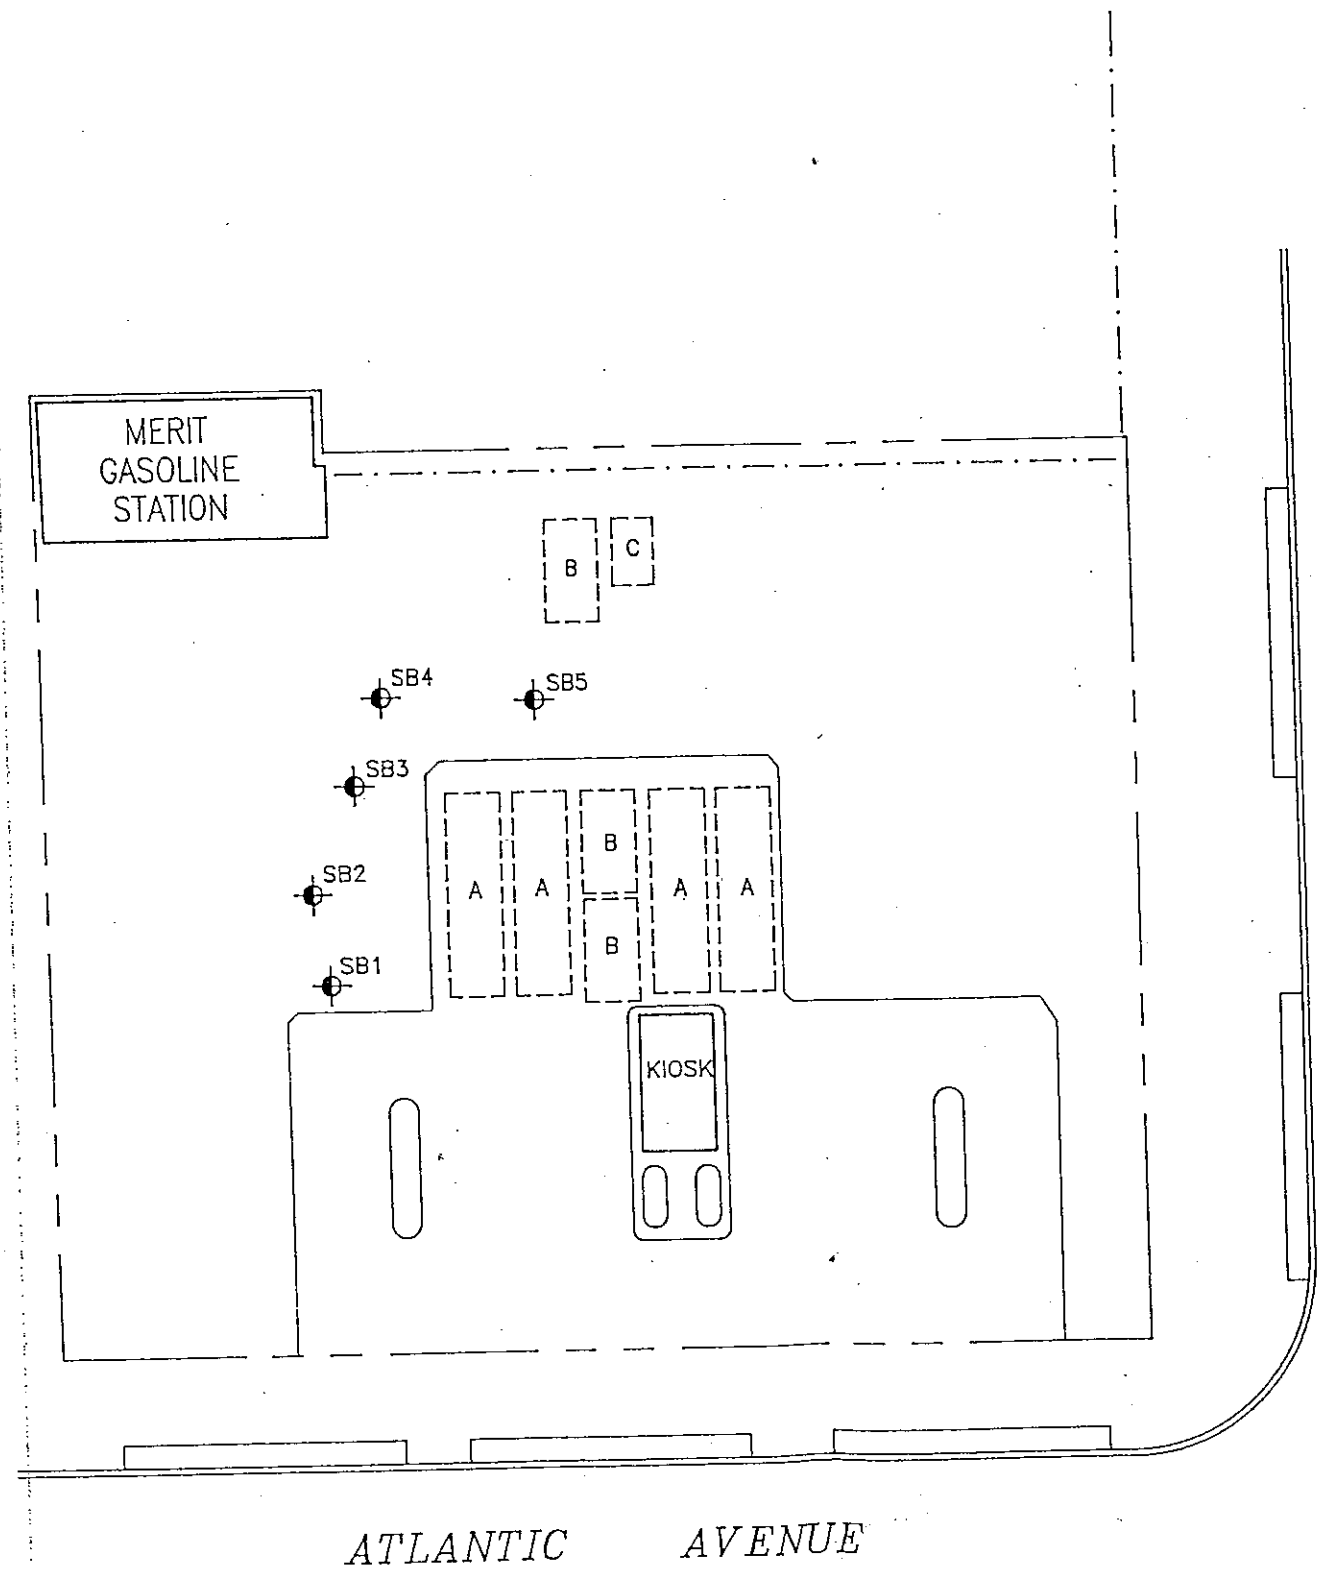 MERIT
GASOLINE
STATION
B
C
SB4
SB5
SB3
B
SB2
A
A
A
A
B
SB1
KIOSK
ATLANTIC AVENUE